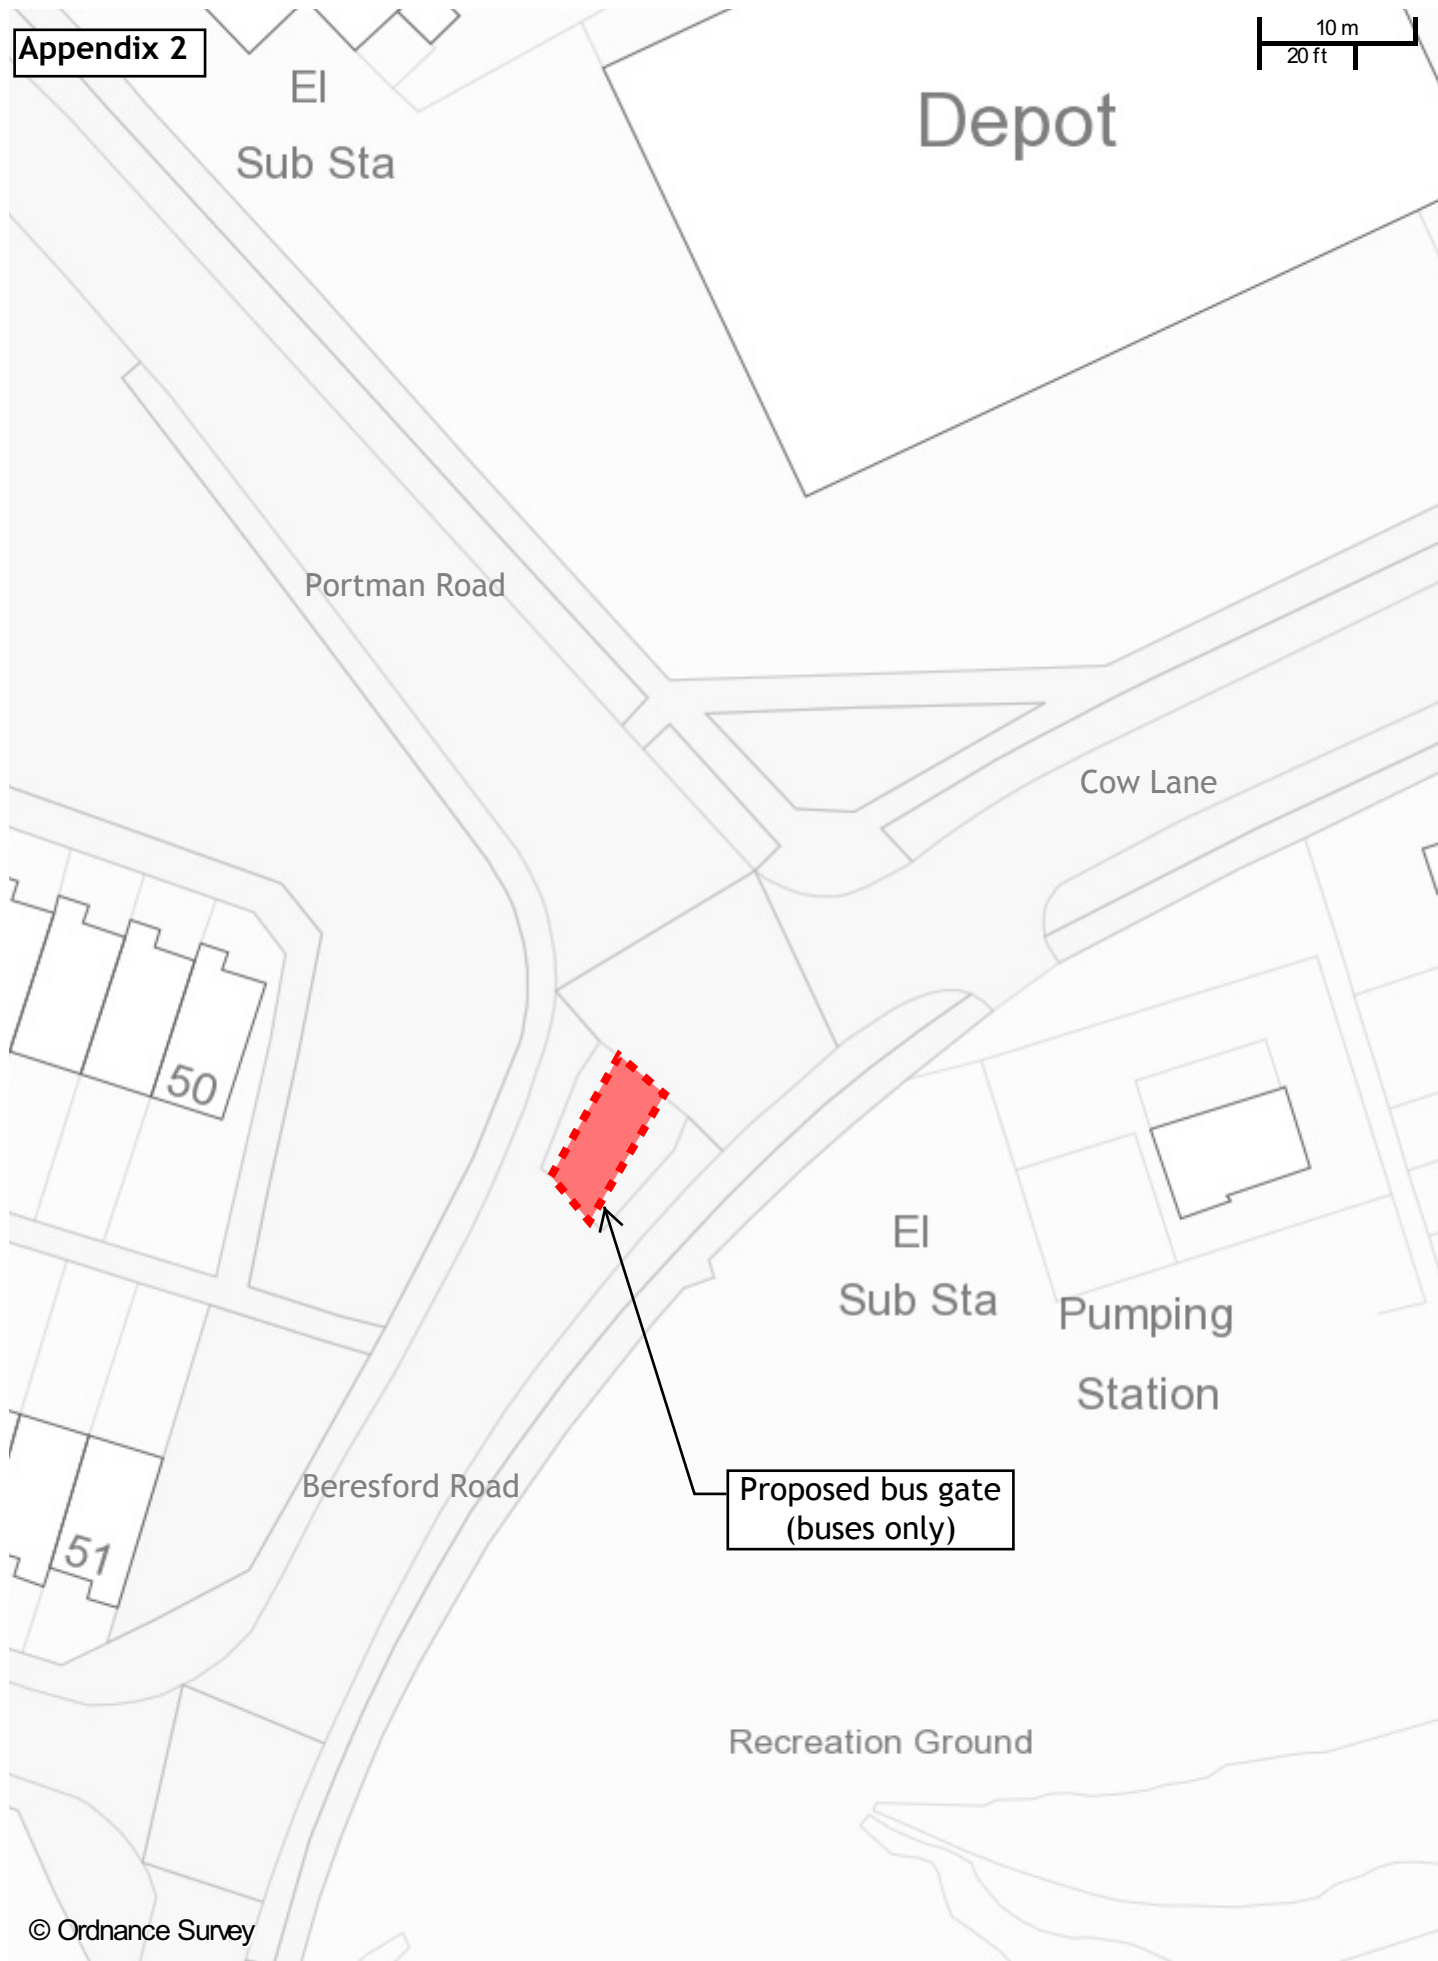 Appendix 2
10 m
20 ft
El
Sub Sta
Depot
Portman Road
Cow Lane
50
El
Sub Sta
Pumping
Station
Beresford Road
Proposed bus gate
(buses only)
51
Recreation Ground
© Ordnance Survey